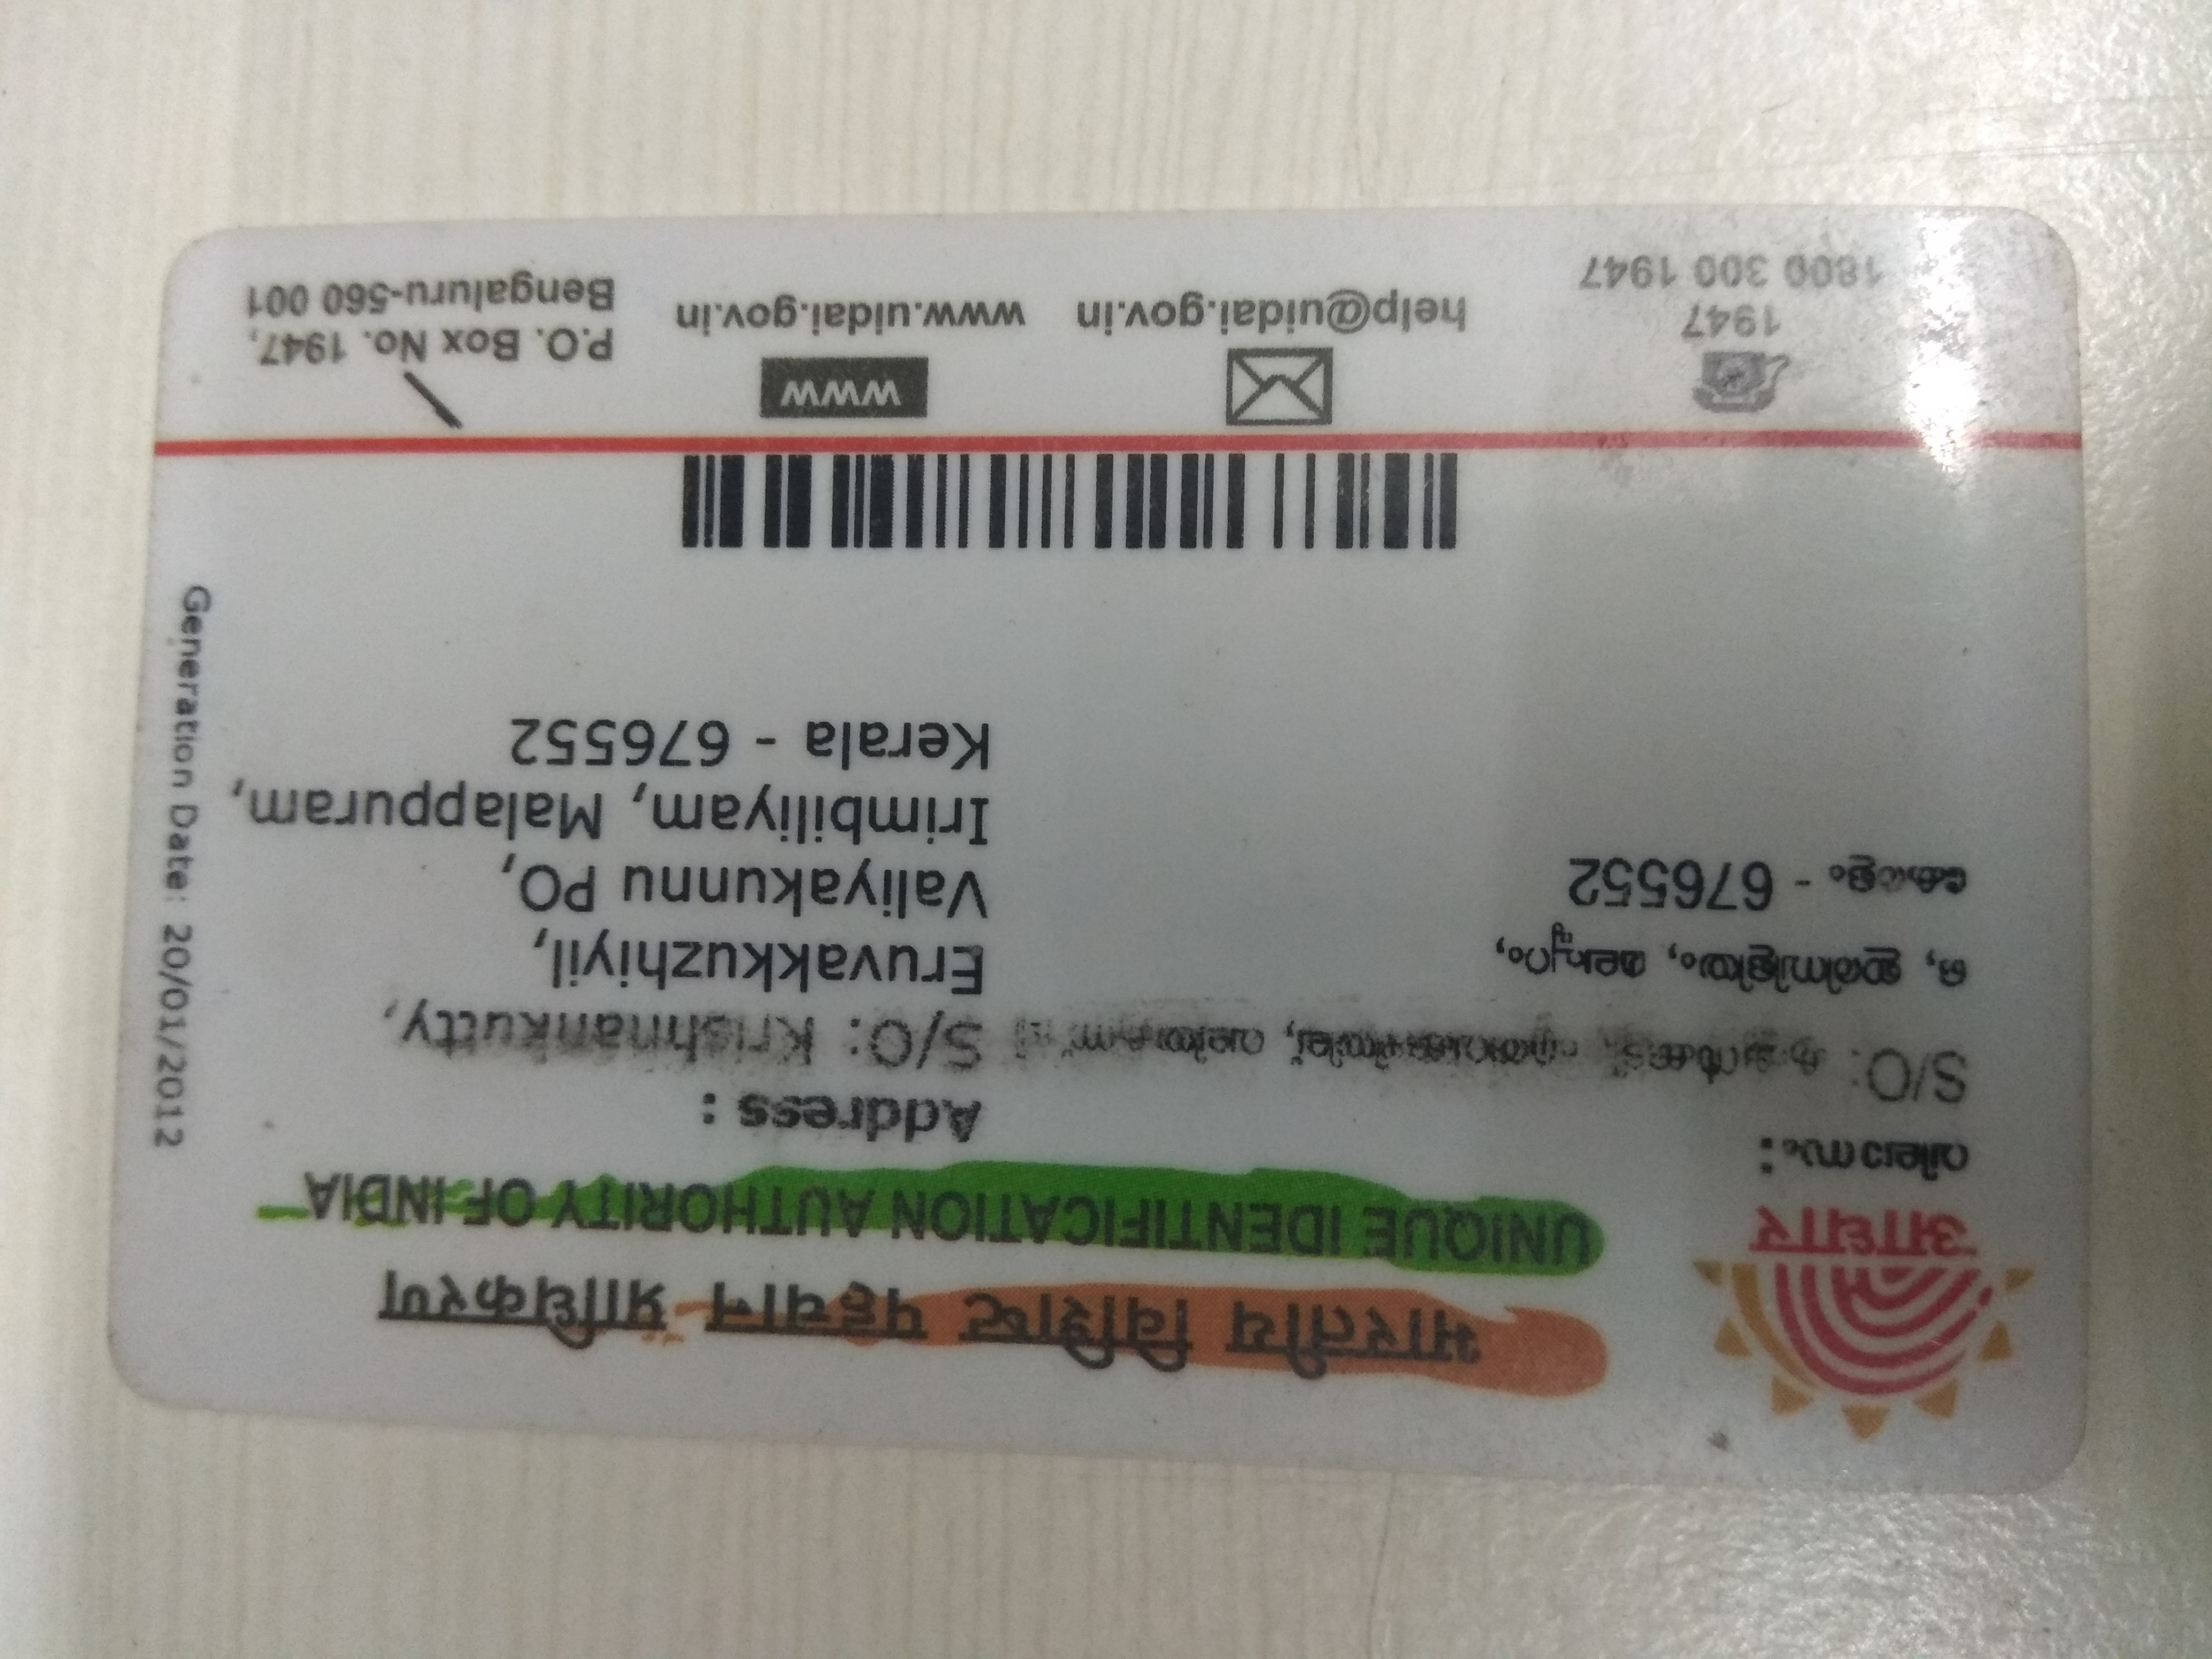 भारतीय विशिष्ट पहचान प्राधिकरण
UNIQUE IDENTIFICATION AUTHORITY OF INDIA
आधार
വിലാസം:
S/O:
കേരളം - 676552
Address :
S/O: Krishnankutty,
Eruvakkuzhiyil,
Valiyakunnu PO,
Irimbiliyam, Malappuram,
Kerala - 676552
Generation Date: 20/01/2012
1947
1800 300 1947
help@uidai.gov.in
WWW
www.uidai.gov.in
P.O. Box No. 1947,
Bengaluru-560 001